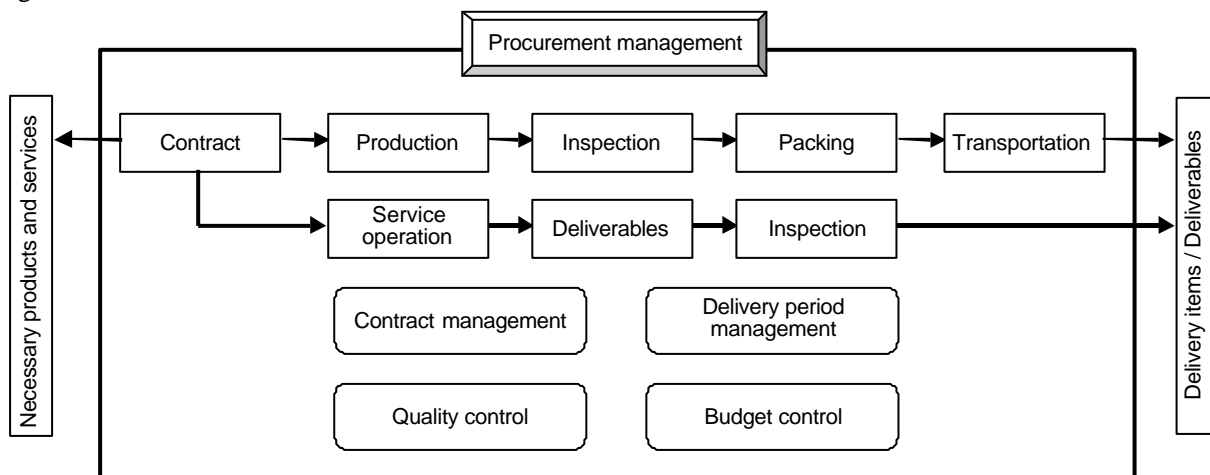 Procurement management
Necessary products and services
Contract
Production
Inspection
Packing
Transportation
Delivery items / Deliverables
Service
operation
Deliverables
Inspection
Contract management
Delivery period
management
Quality control
Budget control